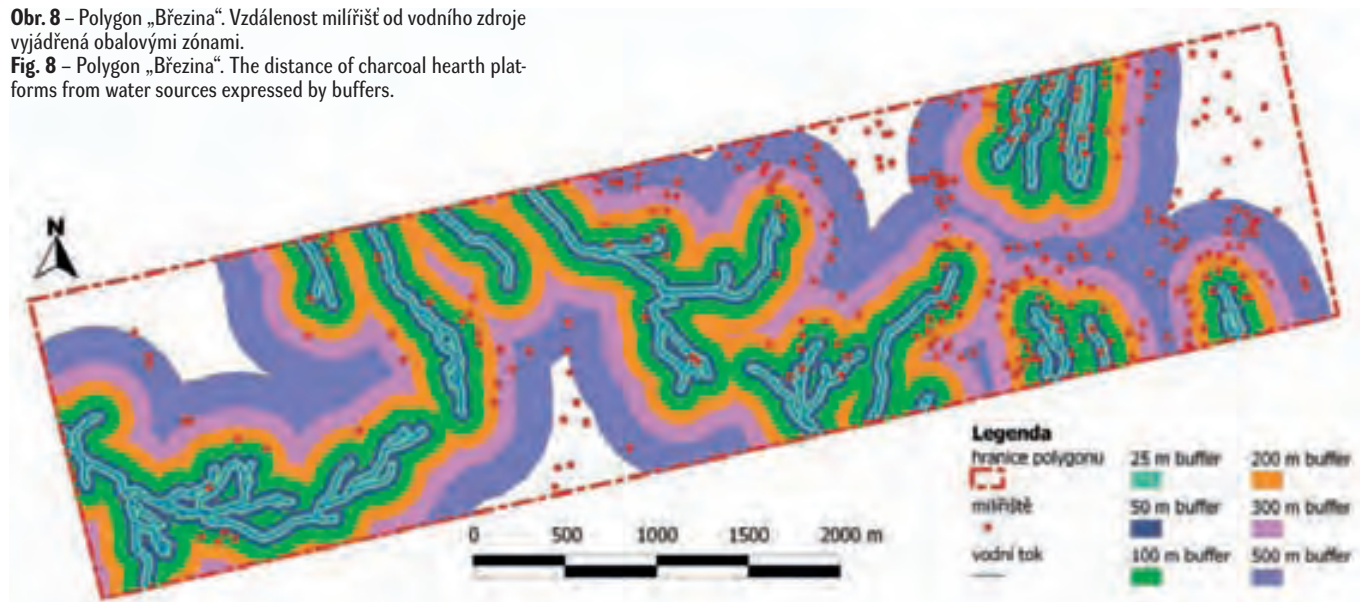 Obr. 8 – Polygon „Březina“. Vzdálenost milířišť od vodního zdroje
vyjádřená obalovými zónami.
Fig. 8 – Polygon „Březina“. The distance of charcoal hearth plat-
forms from water sources expressed by buffers.
N
0 500 1000 1500 2000 m
Legenda
hranice polygonu 25 m buffer 200 m buffer
milířiště 50 m buffer 300 m buffer
vodní tok 100 m buffer 500 m buffer